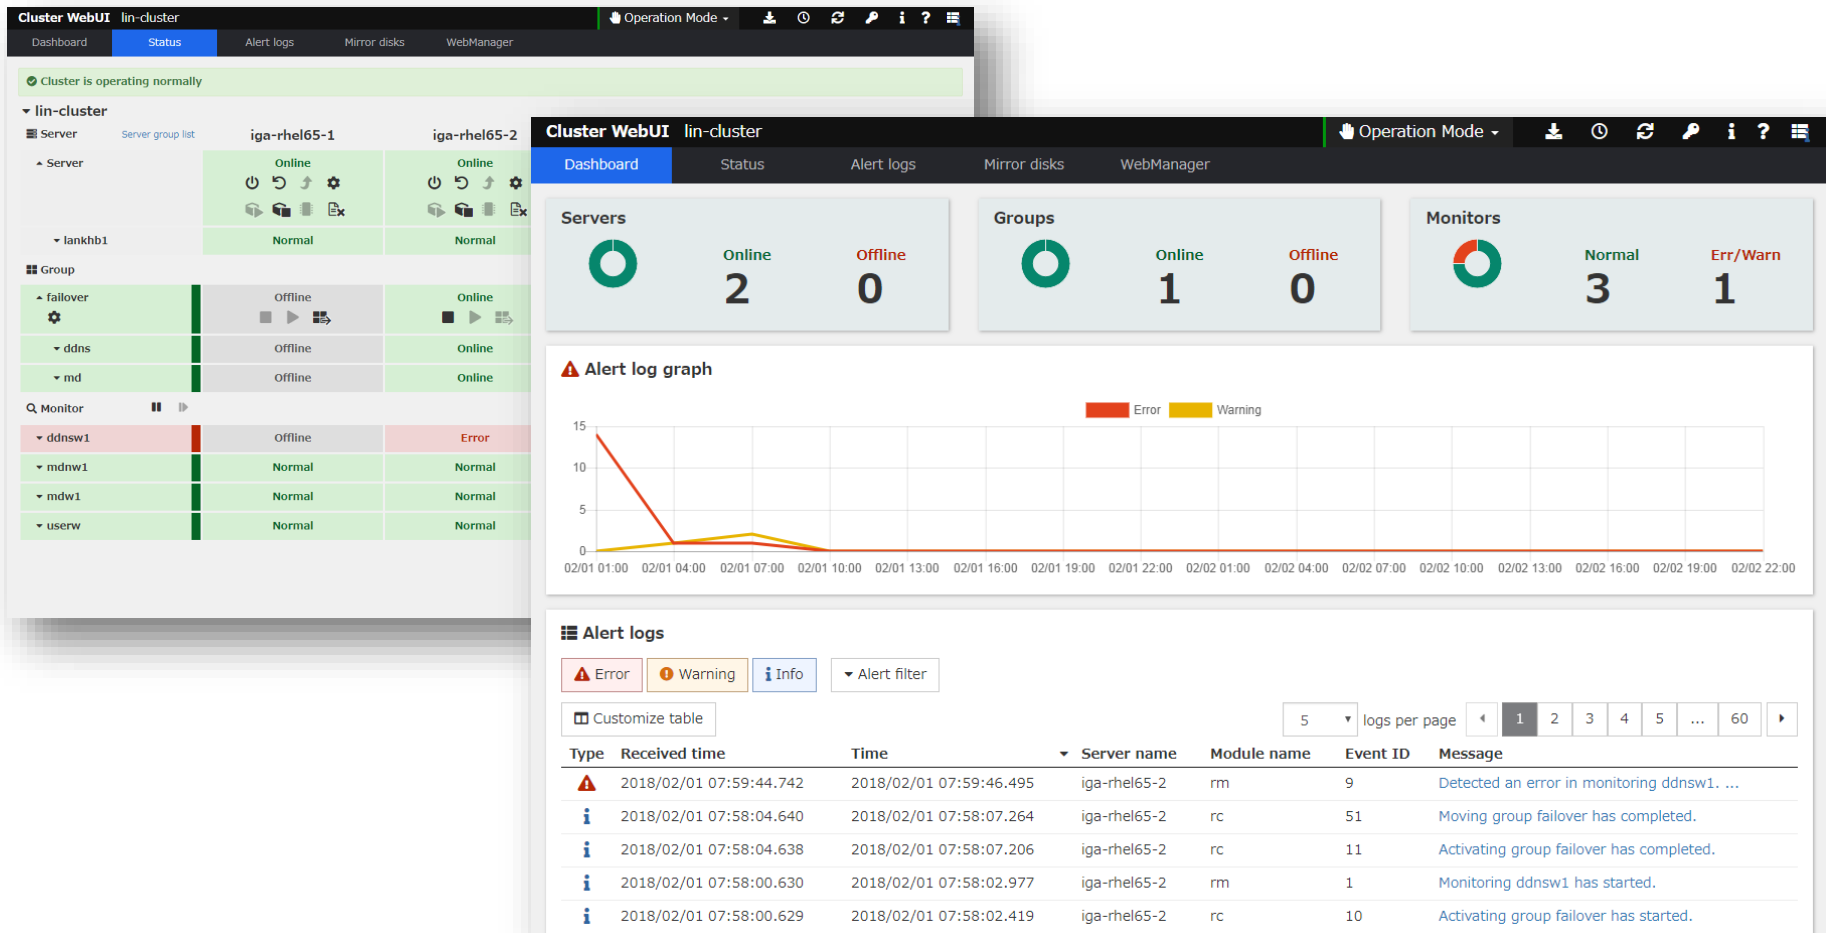 Cluster WebUI lin-cluster Operation Mode
Dashboard Status Alert logs Mirror disks WebManager
Cluster is operating normally
lin-cluster
Server Server group list iga-rhel65-1 iga-rhel65-2
Server Online Online
lankhb1 Normal Normal
Group
failover Offline Online
ddns Offline Online
md Offline Online
Monitor
ddnsw1 Offline Error
mdnw1 Normal Normal
mdw1 Normal Normal
userw Normal Normal
Cluster WebUI lin-cluster Operation Mode
Dashboard Status Alert logs Mirror disks WebManager
Servers
Online Offline
2 0
Groups
Online Offline
1 0
Monitors
Normal Err/Warn
3 1
Alert log graph
Error Warning
15
10
5
0
02/01 01:00 02/01 04:00 02/01 07:00 02/01 10:00 02/01 13:00 02/01 16:00 02/01 19:00 02/01 22:00 02/02 01:00 02/02 04:00 02/02 07:00 02/02 10:00 02/02 13:00 02/02 16:00 02/02 19:00 02/02 22:00
Alert logs
Error Warning Info Alert filter
Customize table 5 logs per page 1 2 3 4 5 ... 60
Type Received time Time Server name Module name Event ID Message
2018/02/01 07:59:44.742 2018/02/01 07:59:46.495 iga-rhel65-2 rm 9 Detected an error in monitoring ddnsw1. ...
2018/02/01 07:58:04.640 2018/02/01 07:58:07.264 iga-rhel65-2 rc 51 Moving group failover has completed.
2018/02/01 07:58:04.638 2018/02/01 07:58:07.206 iga-rhel65-2 rc 11 Activating group failover has completed.
2018/02/01 07:58:00.630 2018/02/01 07:58:02.977 iga-rhel65-2 rm 1 Monitoring ddnsw1 has started.
2018/02/01 07:58:00.629 2018/02/01 07:58:02.419 iga-rhel65-2 rc 10 Activating group failover has started.